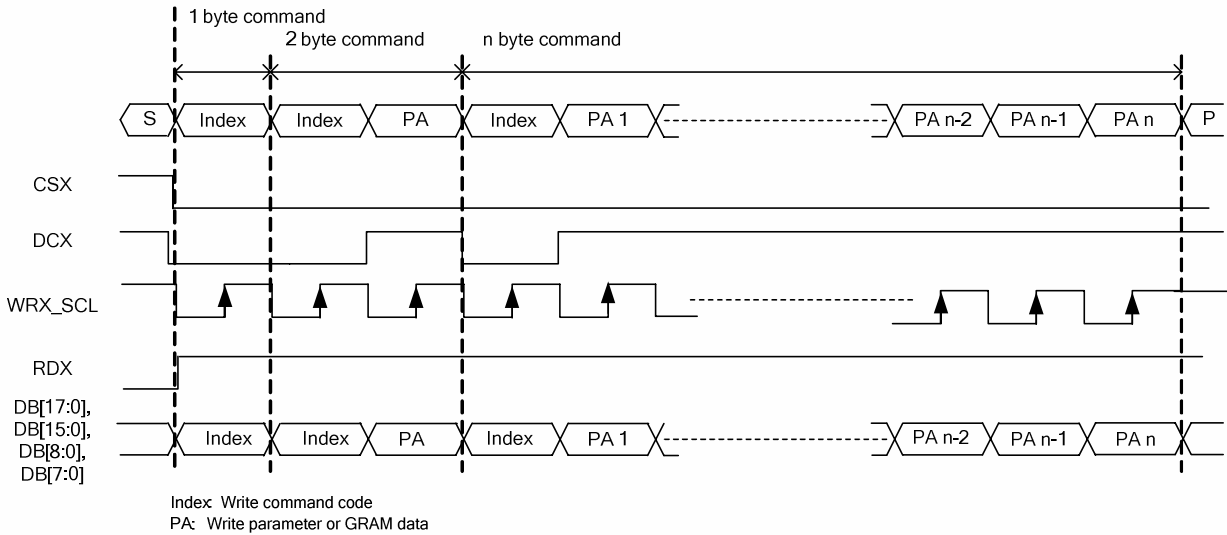 1 byte command
2 byte command n byte command
S Index Index PA Index PA 1 PA n-2 PA n-1 PA n P
CSX
DCX
WRX_SCL
RDX
DB[17:0],
DB[15:0],
DB[8:0],
DB[7:0]
Index Index PA Index PA 1 PA n-2 PA n-1 PA n
Index: Write command code
PA: Write parameter or GRAM data